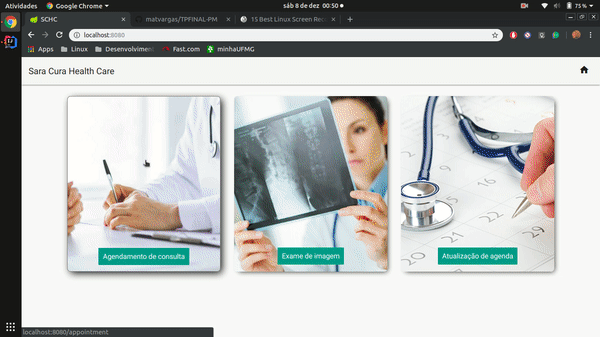 Atividades Google Chrome sáb 8 de dez 00:50 75 %
SCHC matvargas/TPFINAL-PM 15 Best Linux Screen Re
localhost:8080
Apps Linux Desenvolvimen Fast.com minhaUFMG
Sara Cura Health Care
Agendamento de consulta Exame de imagem Atualização de agenda
localhost:8080/appointment